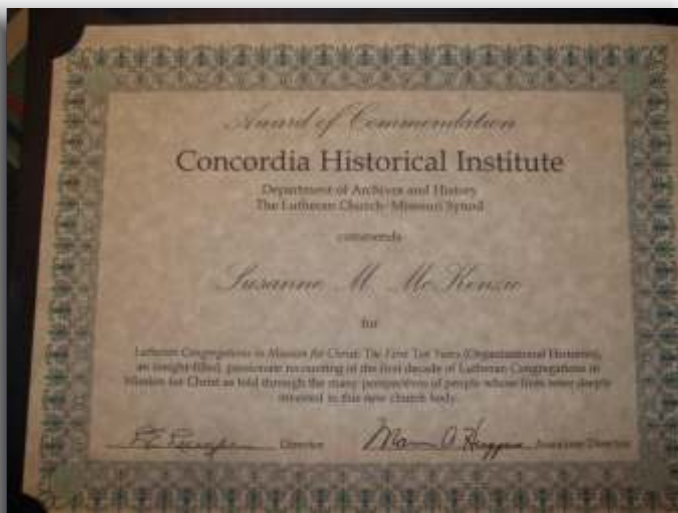 Award of Commendation
Concordia Historical Institute
Department of Archives and History
The Lutheran Church–Missouri Synod
commends
Susanne M. McKenzie
for
Lutheran Congregations in Mission for Christ: The First Ten Years (Organizational Histories),
an insight-filled, passionate recounting of the first decade of Lutheran Congregations in
Mission for Christ as told through the many perspectives of people whose lives were deeply
invested in this new church body.
Director Associate Director